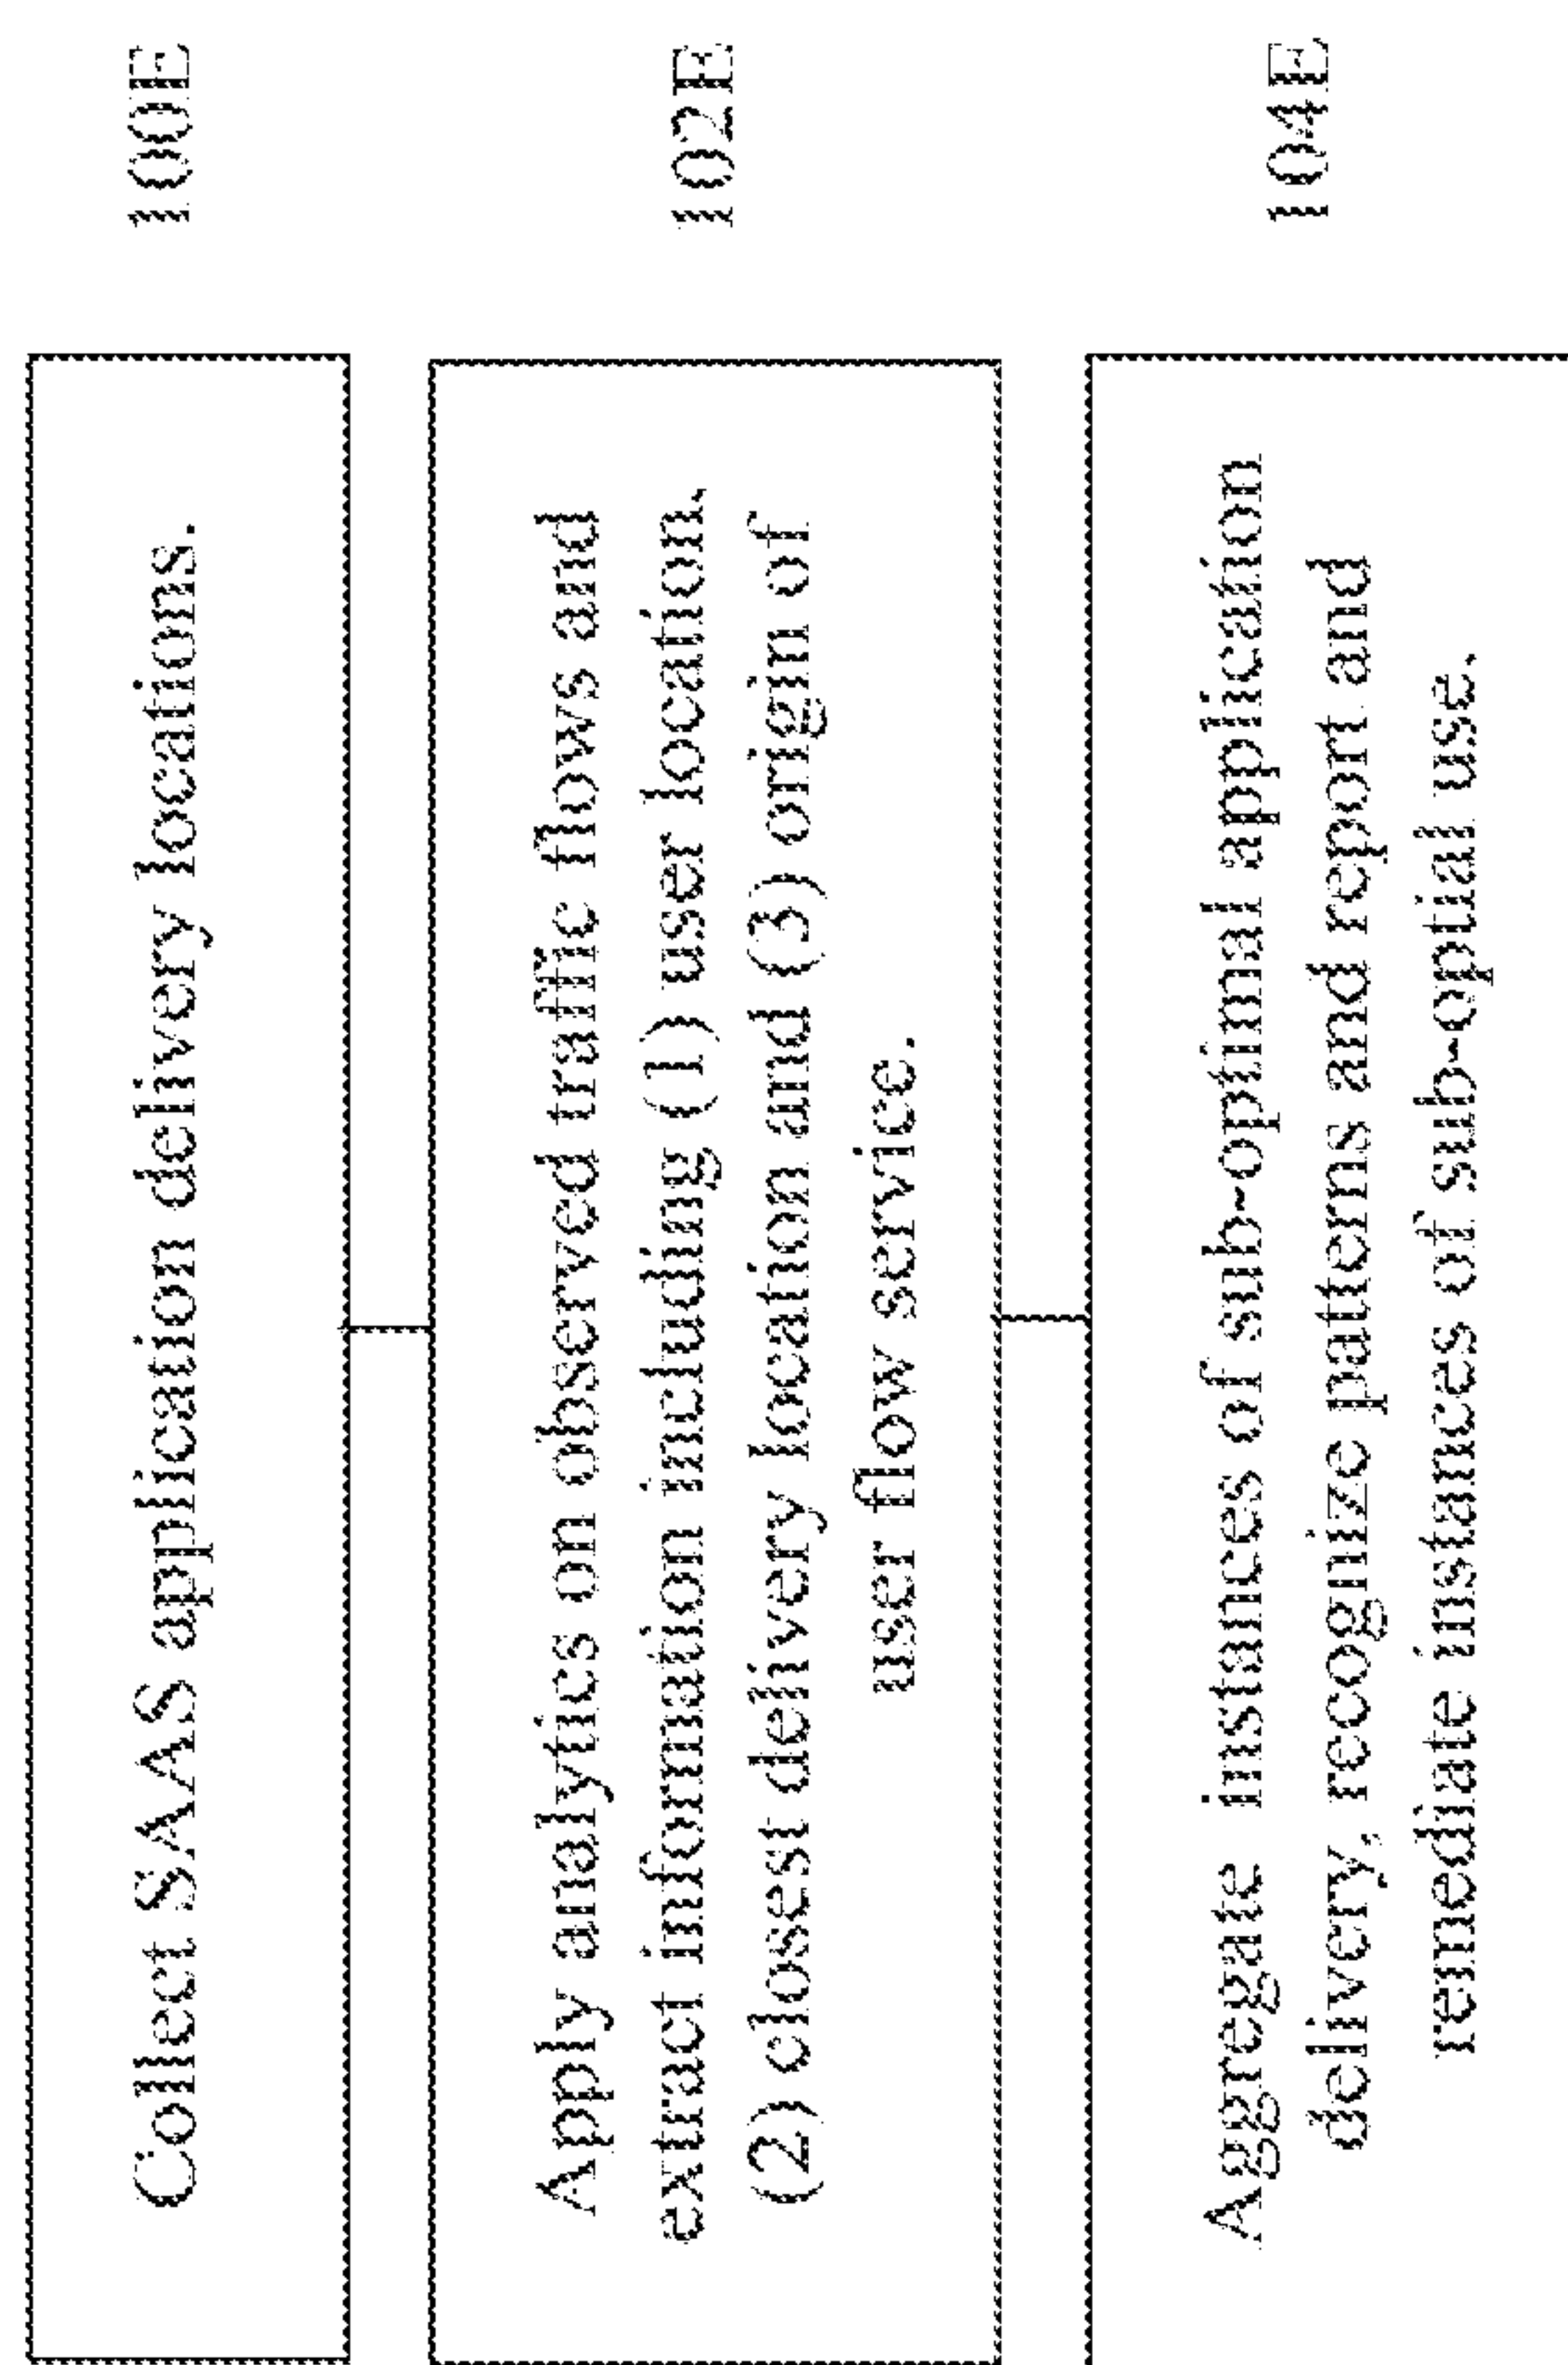 Collect SAAS application delivery locations.
100E
Apply analytics on observed traffic flows and
extract information including (1) user location,
(2) closest delivery location and (3) origin of
user flow service.
102E
Aggregate instances of sub-optimal application
delivery, recognize patterns and report and
remediate instances of sub-optial use.
104E